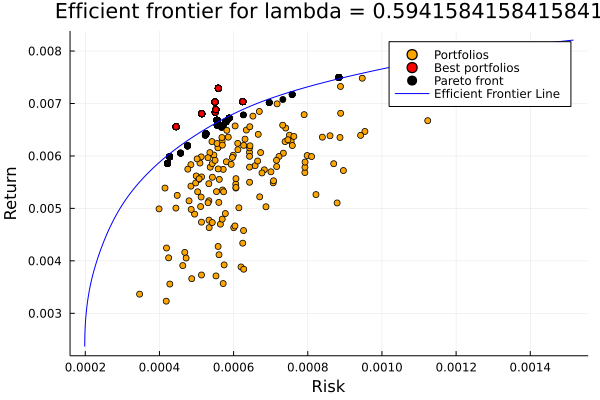 Efficient frontier for lambda = 0.5941584158415841
0.008
0.007
0.006
0.005
0.004
0.003
Return
Portfolios
Best portfolios
Pareto front
Efficient Frontier Line
0.0002
0.0004
0.0006
0.0008
0.0010
0.0012
0.0014
Risk